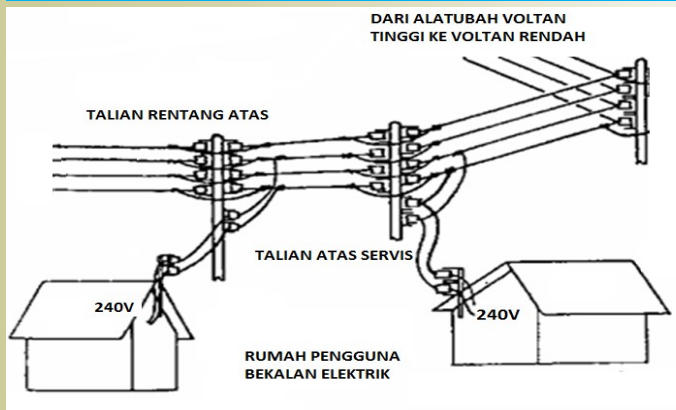 DARI ALATUBAH VOLTAN
TINGGI KE VOLTAN RENDAH
TALIAN RENTANG ATAS
TALIAN ATAS SERVIS
240V
240V
RUMAH PENGGUNA
BEKALAN ELEKTRIK